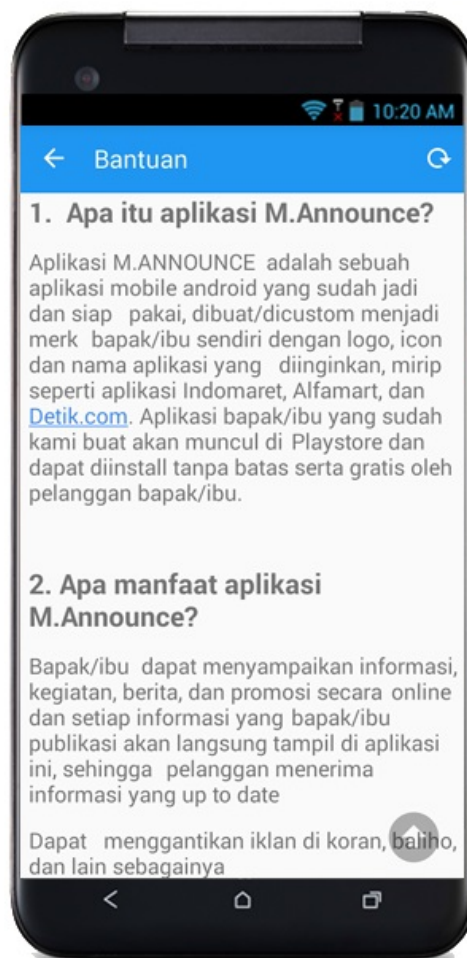 10:20 AM
Bantuan
1. Apa itu aplikasi M.Announce?
Aplikasi M.ANNOUNCE adalah sebuah
aplikasi mobile android yang sudah jadi
dan siap pakai, dibuat/dicustom menjadi
merk bapak/ibu sendiri dengan logo, icon
dan nama aplikasi yang diinginkan, mirip
seperti aplikasi Indomaret, Alfamart, dan
Detik.com. Aplikasi bapak/ibu yang sudah
kami buat akan muncul di Playstore dan
dapat diinstall tanpa batas serta gratis oleh
pelanggan bapak/ibu.
2. Apa manfaat aplikasi
M.Announce?
Bapak/ibu dapat menyampaikan informasi,
kegiatan, berita, dan promosi secara online
dan setiap informasi yang bapak/ibu
publikasi akan langsung tampil di aplikasi
ini, sehingga pelanggan menerima
informasi yang up to date
Dapat menggantikan iklan di koran, baliho,
dan lain sebagainya